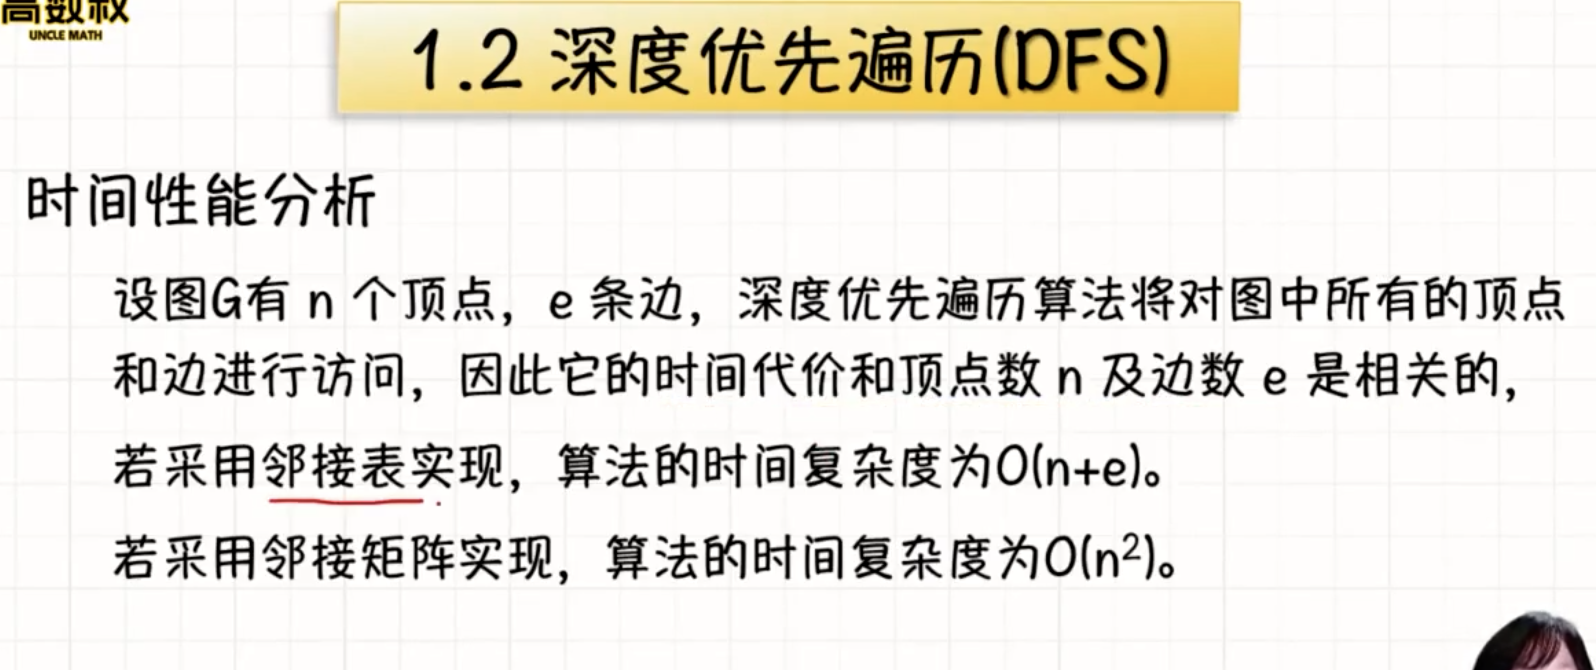 高数叔
UNCLE MATH
1.2 深度优先遍历(DFS)
时间性能分析
设图G有 n 个顶点，e 条边，深度优先遍历算法将对图中所有的顶点
和边进行访问，因此它的时间代价和顶点数 n 及边数 e 是相关的，
若采用邻接表实现，算法的时间复杂度为O(n+e)。
若采用邻接矩阵实现，算法的时间复杂度为O(n²)。